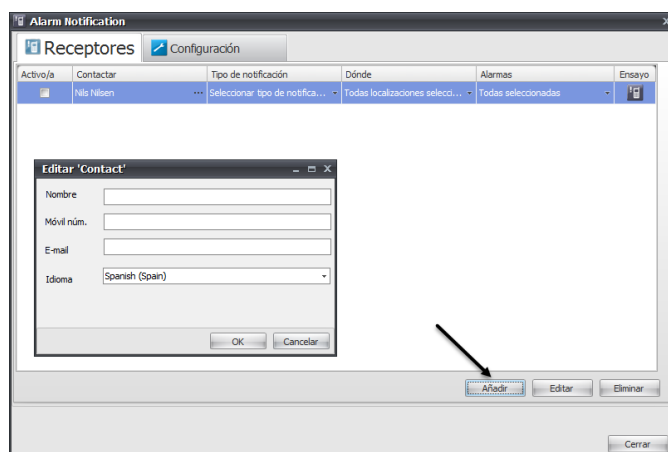 Alarm Notification
Receptores Configuración
Activo/a Contactar Tipo de notificación Dónde Alarmas Ensayo
Nils Nilsen ... Seleccionar tipo de notifica... Todas localizaciones selecci... Todas seleccionadas
Editar 'Contact'
Nombre
Móvil núm.
E-mail
Idioma Spanish (Spain)
OK Cancelar
Añadir Editar Eliminar
Cerrar